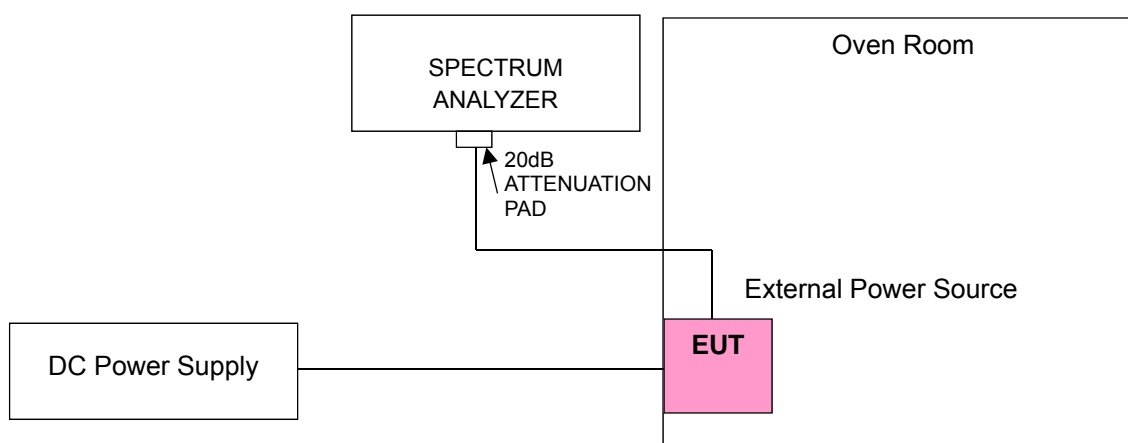 Oven Room
SPECTRUM
ANALYZER
20dB
ATTENUATION
PAD
External Power Source
EUT
DC Power Supply